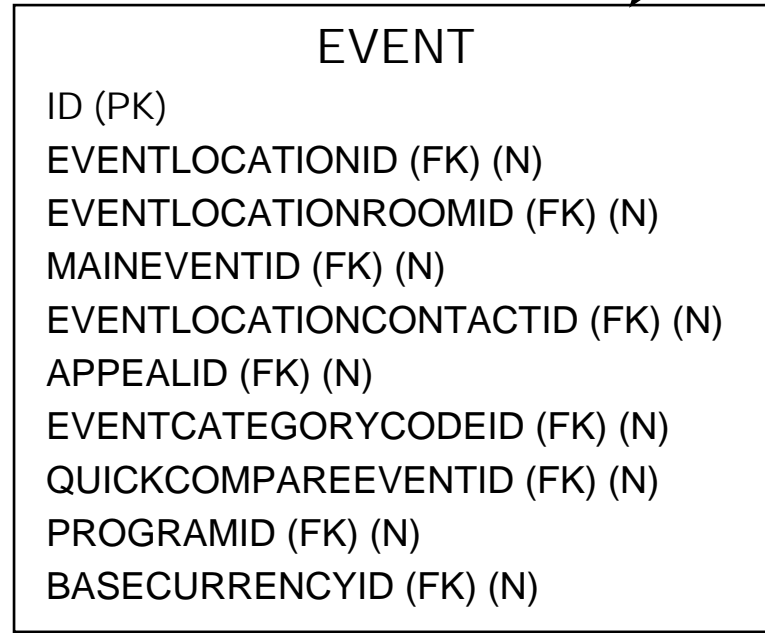 EVENT
ID (PK)
EVENTLOCATIONID (FK) (N)
EVENTLOCATIONROOMID (FK) (N)
MAINEVENTID (FK) (N)
EVENTLOCATIONCONTACTID (FK) (N)
APPEALID (FK) (N)
EVENTCATEGORYCODEID (FK) (N)
QUICKCOMPAREEVENTID (FK) (N)
PROGRAMID (FK) (N)
BASECURRENCYID (FK) (N)